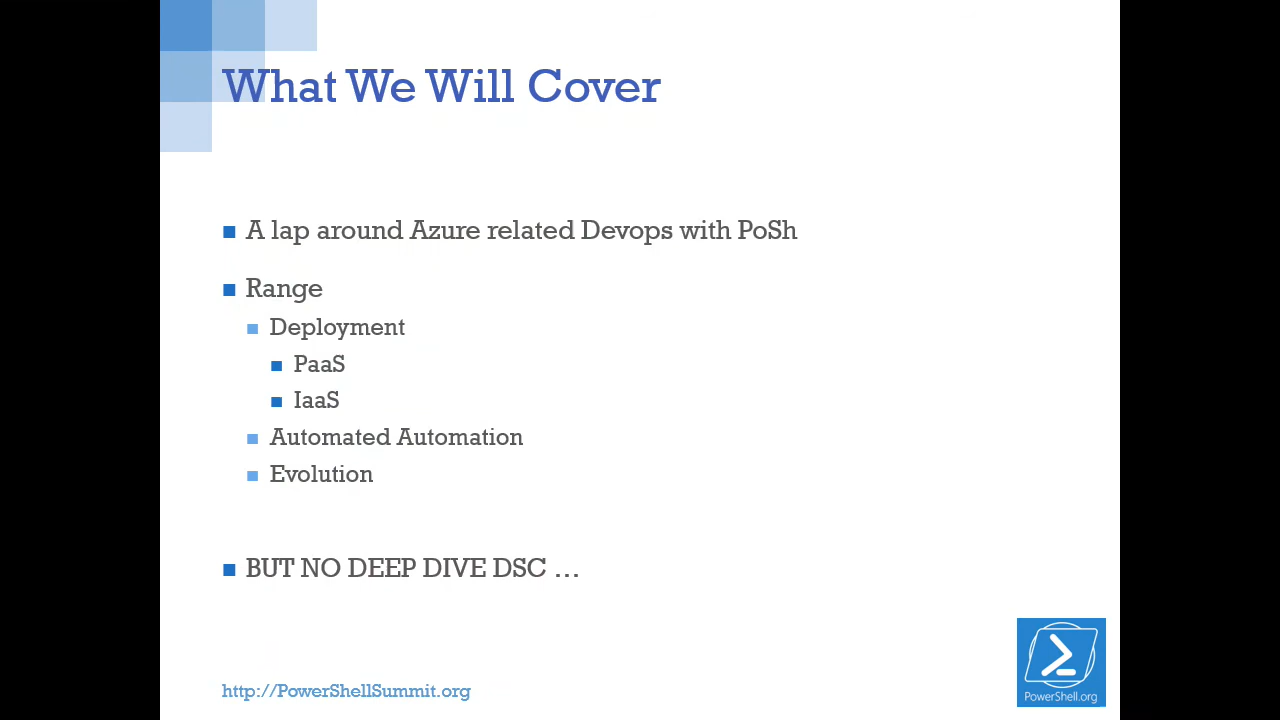 What We Will Cover
A lap around Azure related Devops with PoSh
Range
Deployment
PaaS
IaaS
Automated Automation
Evolution
BUT NO DEEP DIVE DSC …
http://PowerShellSummit.org
PowerShell.org